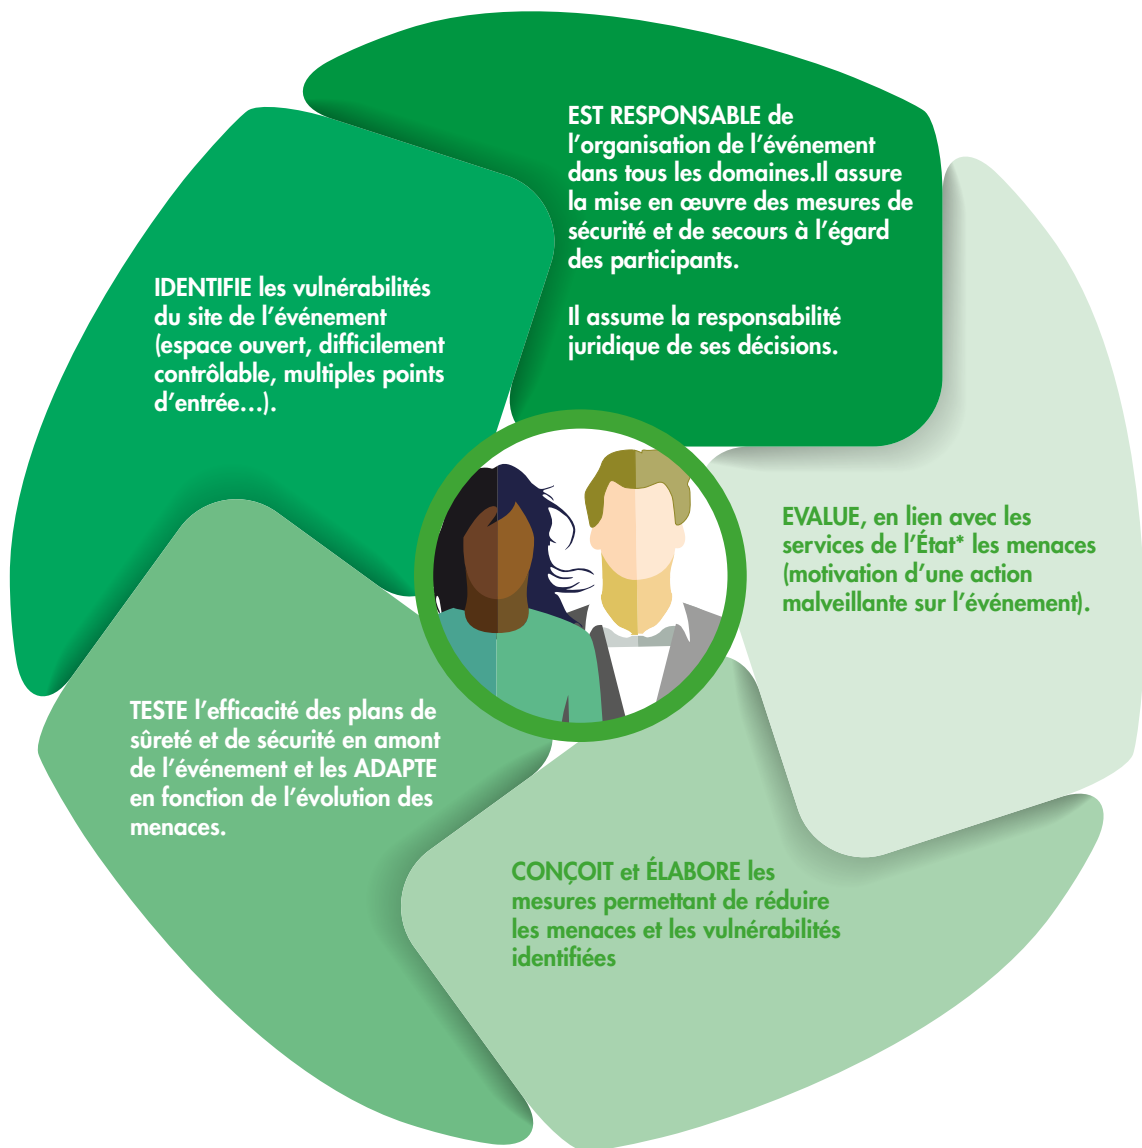 EST RESPONSABLE de
l’organisation de l’événement
dans tous les domaines.Il assure
la mise en œuvre des mesures de
sécurité et de secours à l’égard
des participants.
Il assume la responsabilité
juridique de ses décisions.
IDENTIFIE les vulnérabilités
du site de l’événement
(espace ouvert, difficilement
contrôlable, multiples points
d’entrée…).
EVALUE, en lien avec les
services de l’État* les menaces
(motivation d’une action
malveillante sur l’événement).
TESTE l’efficacité des plans de
sûreté et de sécurité en amont
de l’événement et les ADAPTE
en fonction de l’évolution des
menaces.
CONÇOIT et ÉLABORE les
mesures permettant de réduire
les menaces et les vulnérabilités
identifiées